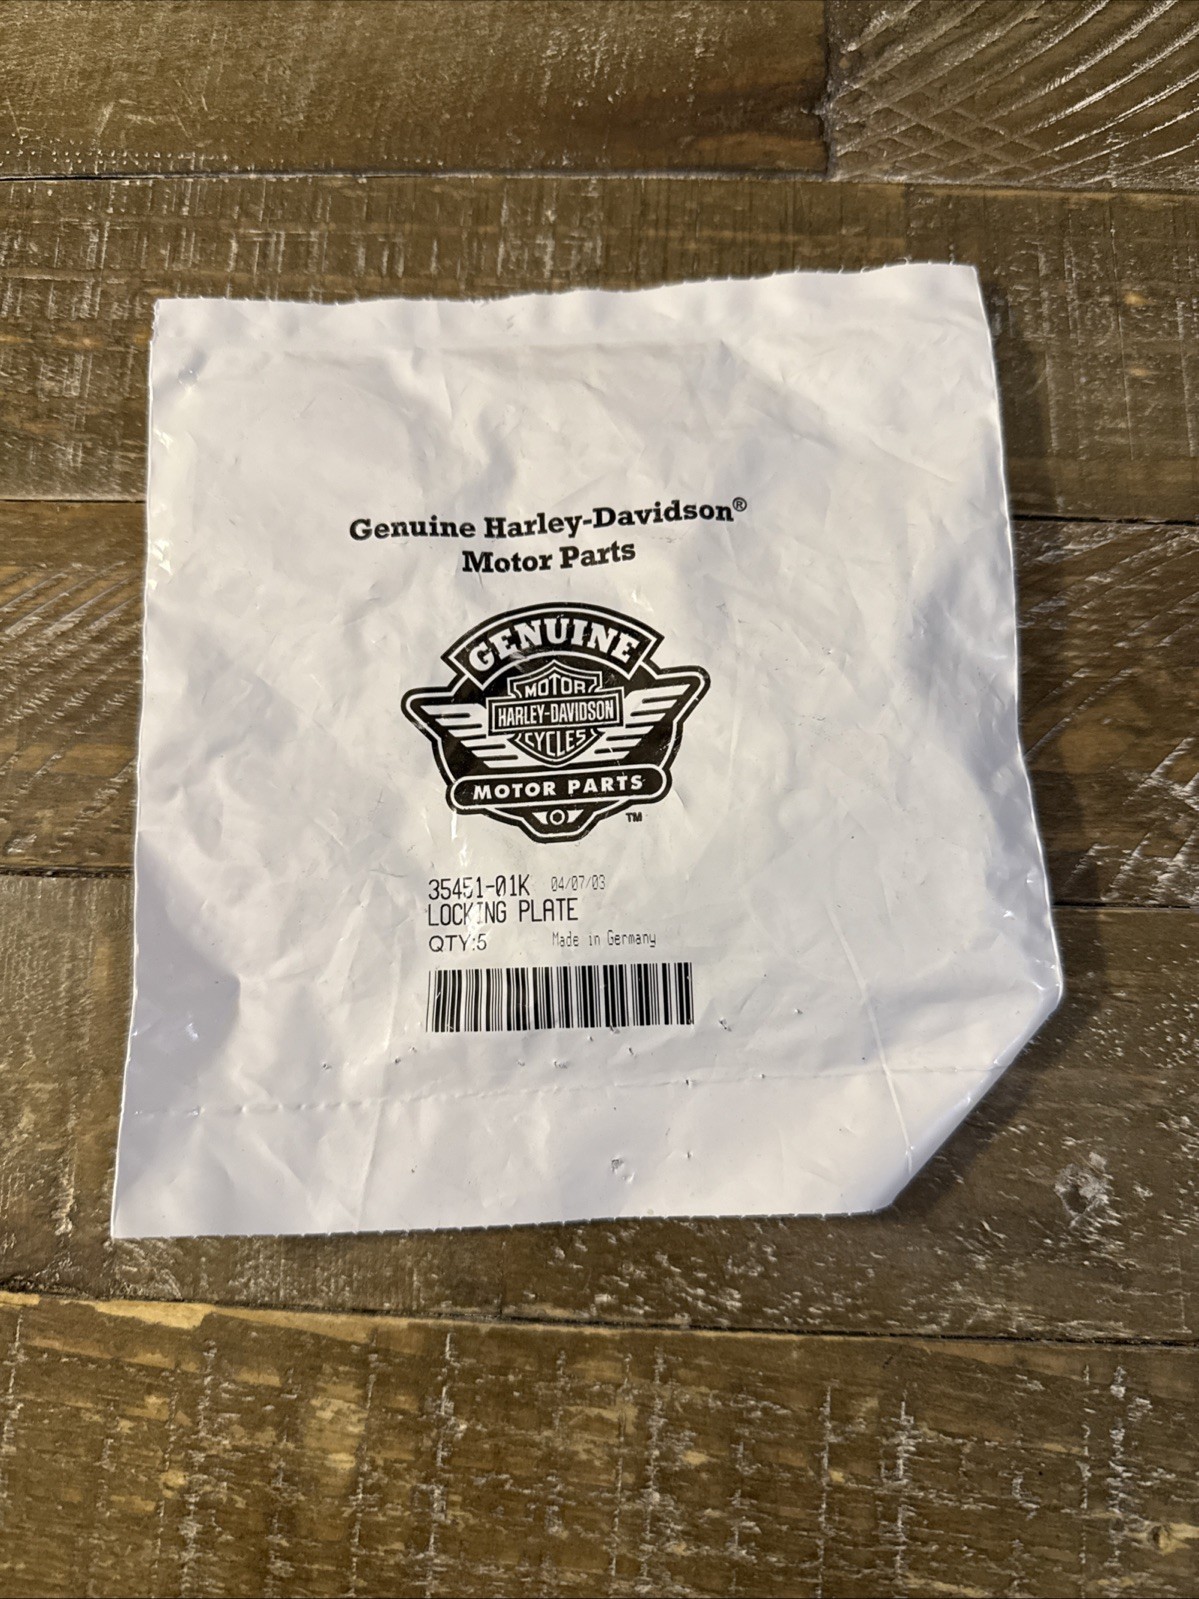 Genuine Harley-Davidson®
Motor Parts
GENUINE
MOTOR
HARLEY-DAVIDSON
CYCLES
MOTOR PARTS
TM
35451-01K 04/07/03
LOCKING PLATE
QTY:5 Made in Germany